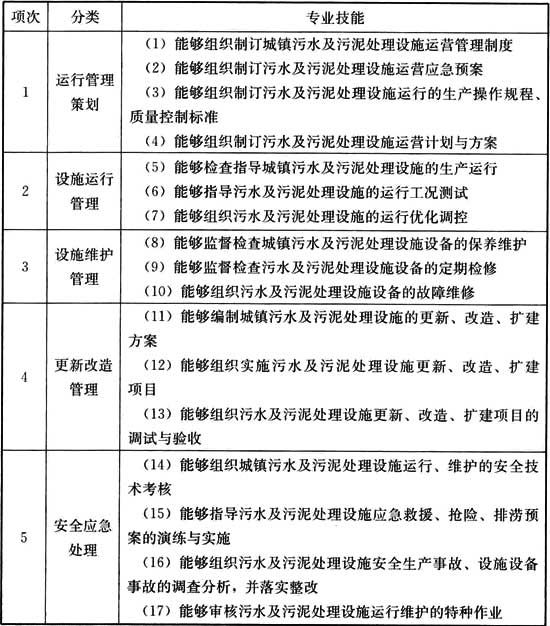 项次 分类 专业技能
1 运行管理策划 （1）能够组织制订城镇污水及污泥处理设施运营管理制度
（2）能够组织制订污水及污泥处理设施运营应急预案
（3）能够组织制订污水及污泥处理设施运行的生产操作规程、
质量控制标准
（4）能够组织制订污水及污泥处理设施运营计划与方案
2 设施运行管理 （5）能够检查指导城镇污水及污泥处理设施的生产运行
（6）能够指导污水及污泥处理设施的运行工况测试
（7）能够组织污水及污泥处理设施的运行优化调控
3 设施维护管理 （8）能够监督检查城镇污水及污泥处理设施设备的保养维护
（9）能够监督检查污水及污泥处理设施设备的定期检修
（10）能够组织污水及污泥处理设施设备的故障维修
4 更新改造管理 （11）能够编制城镇污水及污泥处理设施的更新、改造、扩建
方案
（12）能够组织实施污水及污泥处理设施更新、改造、扩建
项目
（13）能够组织污水及污泥处理设施更新、改造、扩建项目的
调试与验收
5 安全应急处理 （14）能够组织城镇污水及污泥处理设施运行、维护的安全技
术考核
（15）能够指导污水及污泥处理设施应急救援、抢险、排涝预
案的演练与实施
（16）能够组织污水及污泥处理设施安全生产事故、设施设备
事故的调查分析，并落实整改
（17）能够审核污水及污泥处理设施运行维护的特种作业